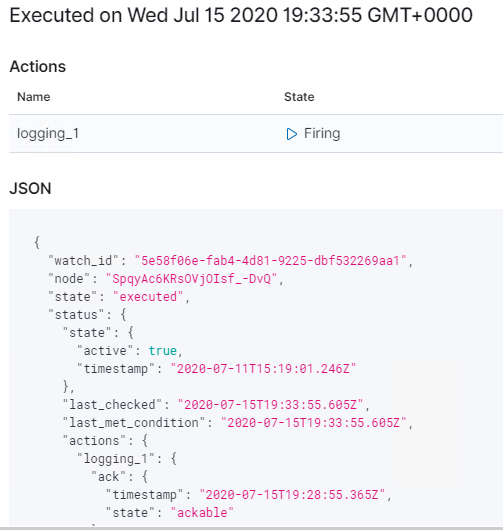 Executed on Wed Jul 15 2020 19:33:55 GMT+0000
Actions
Name State
logging_1 Firing
JSON
{
"watch_id": "5e58f06e-fab4-4d81-9225-dbf532269aa1",
"node": "SpqyAc6KRsOVjOIsf_-DvQ",
"state": "executed",
"status": {
"state": {
"active": true,
"timestamp": "2020-07-11T15:19:01.246Z"
},
"last_checked": "2020-07-15T19:33:55.605Z",
"last_met_condition": "2020-07-15T19:33:55.605Z",
"actions": {
"logging_1": {
"ack": {
"timestamp": "2020-07-15T19:28:55.365Z",
"state": "ackable"